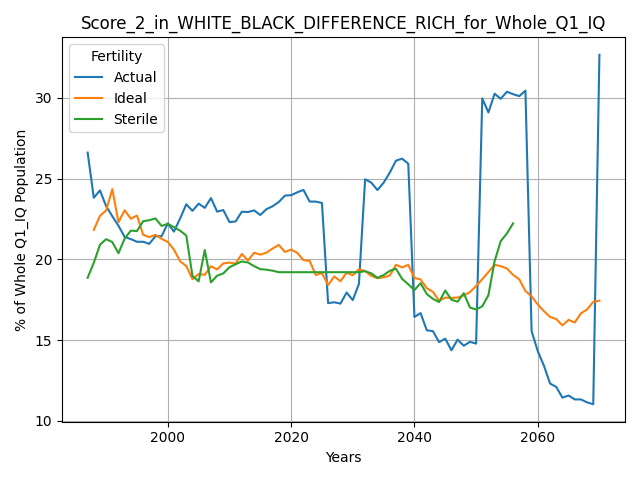 Score_2_in_WHITE_BLACK_DIFFERENCE_RICH_for_Whole_Q1_IQ
Fertility
Actual
Ideal
Sterile
% of Whole Q1_IQ Population
30
25
20
15
10
2000
2020
2040
2060
Years